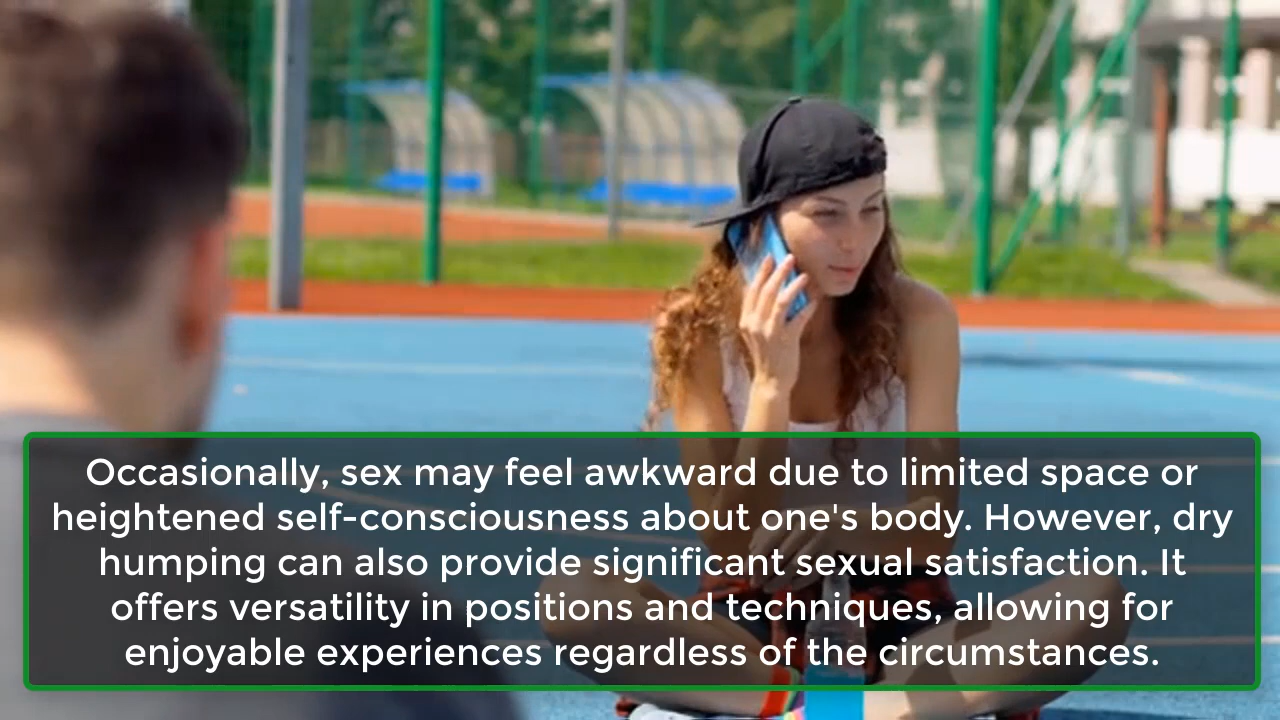 Occasionally, sex may feel awkward due to limited space or
heightened self-consciousness about one's body. However, dry
humping can also provide significant sexual satisfaction. It
offers versatility in positions and techniques, allowing for
enjoyable experiences regardless of the circumstances.